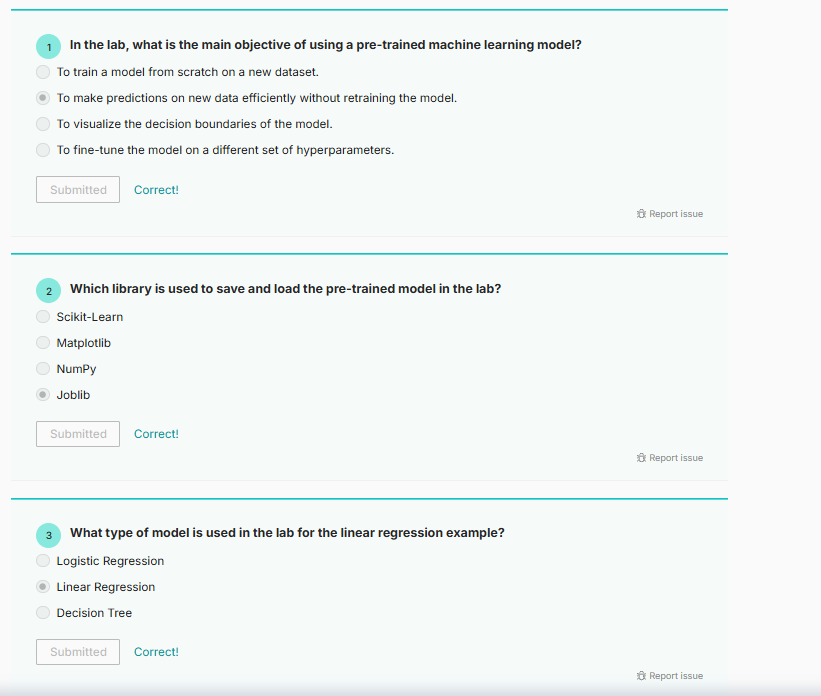 1 In the lab, what is the main objective of using a pre-trained machine learning model?
To train a model from scratch on a new dataset.
To make predictions on new data efficiently without retraining the model.
To visualize the decision boundaries of the model.
To fine-tune the model on a different set of hyperparameters.
Submitted Correct!
Report issue
2 Which library is used to save and load the pre-trained model in the lab?
Scikit-Learn
Matplotlib
NumPy
Joblib
Submitted Correct!
Report issue
3 What type of model is used in the lab for the linear regression example?
Logistic Regression
Linear Regression
Decision Tree
Submitted Correct!
Report issue